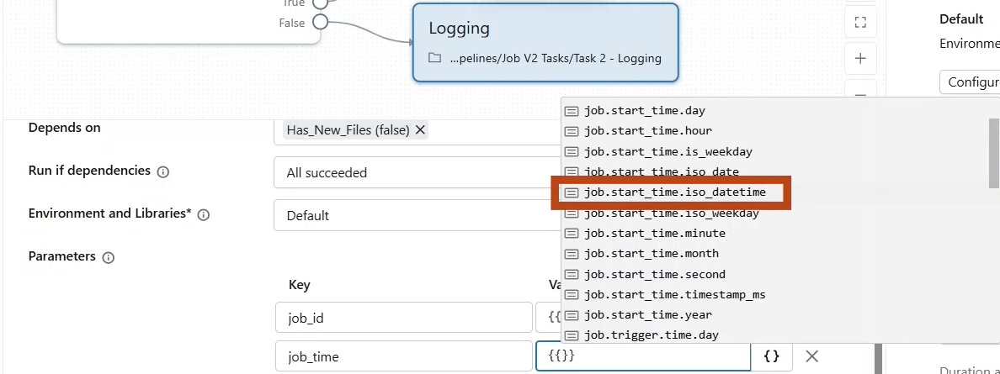 True
False
Logging
...pelines/Job V2 Tasks/Task 2 - Logging
Default
Environme
Configur
Depends on
Has_New_Files (false)
Run if dependencies
All succeeded
Environment and Libraries*
Default
Parameters
Key
Va
job_id
{{
job_time
{{}}
{}
job.start_time.day
job.start_time.hour
job.start_time.is_weekday
job.start_time.iso_date
job.start_time.iso_datetime
job.start_time.iso_weekday
job.start_time.minute
job.start_time.month
job.start_time.second
job.start_time.timestamp_ms
job.start_time.year
job.trigger.time.day
Duration a